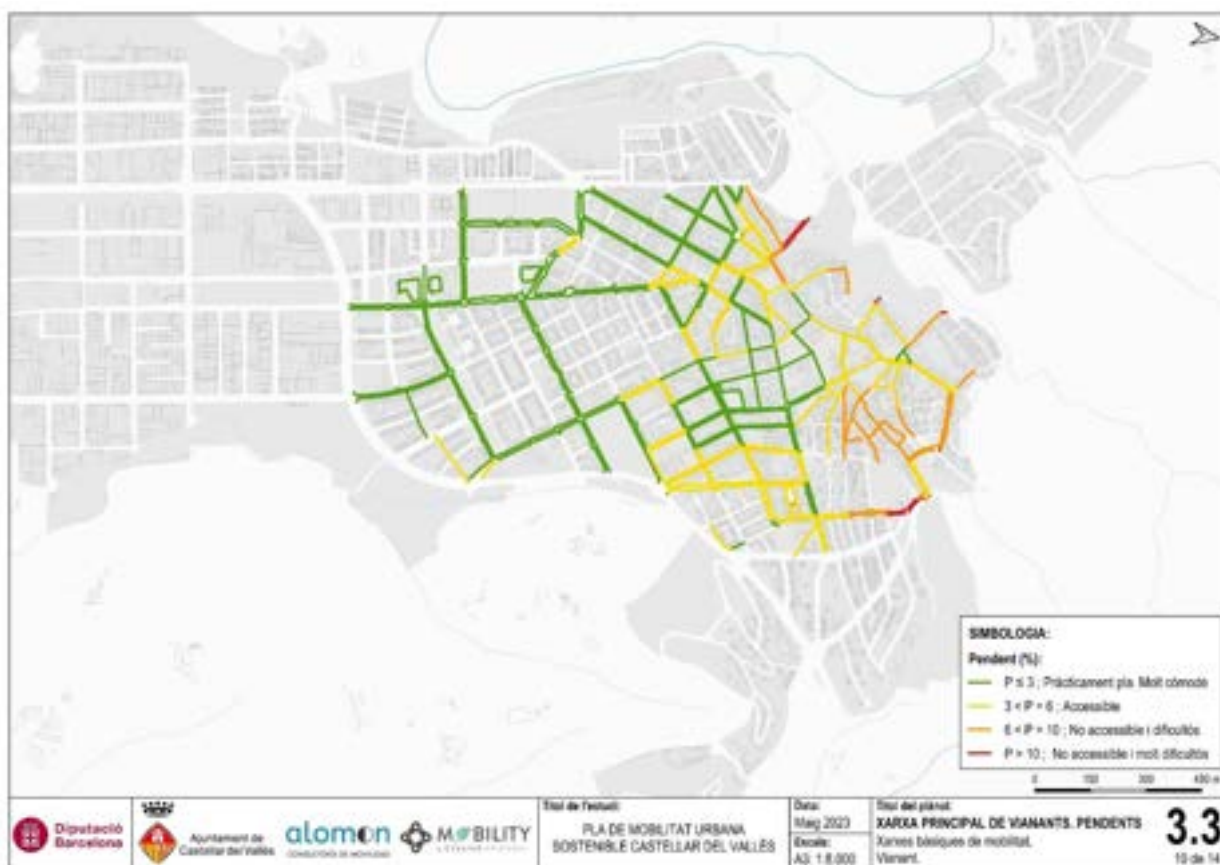 SIMBOLOGIA:
Pendent (%):
P ≤ 3 ; Pràcticament pla. Molt còmode
3 < P > 6 ; Accessible
6 < P > 10 ; No accessible i dificultós
P > 10 ; No accessible i molt dificultós
0 300 400 m
Diputació
Barcelona
Ajuntament de
Castellar del Vallès
alomon
MOBILITY
Títol de l'estudi:
PLA DE MOBILITAT URBANA
SOSTENIBLE CASTELLAR DEL VALLÈS
Data:
Maig 2023
Escala:
A3: 1:8.000
Títol del plànol:
XARXA PRINCIPAL DE VIANANTS. PENDENTS
Xarxes bàsiques de mobilitat.
Vianant.
3.3